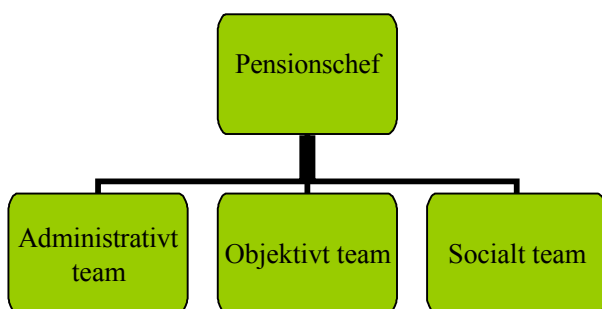 Pensionschef
Administrativt
team
Objektivt team
Socialt team